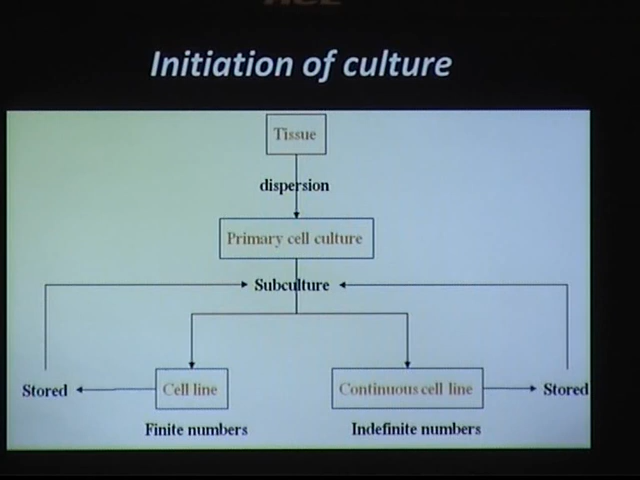 Initiation of culture
Tissue
dispersion
Primary cell culture
Subculture
Stored
Cell line
Continuous cell line
Stored
Finite numbers
Indefinite numbers